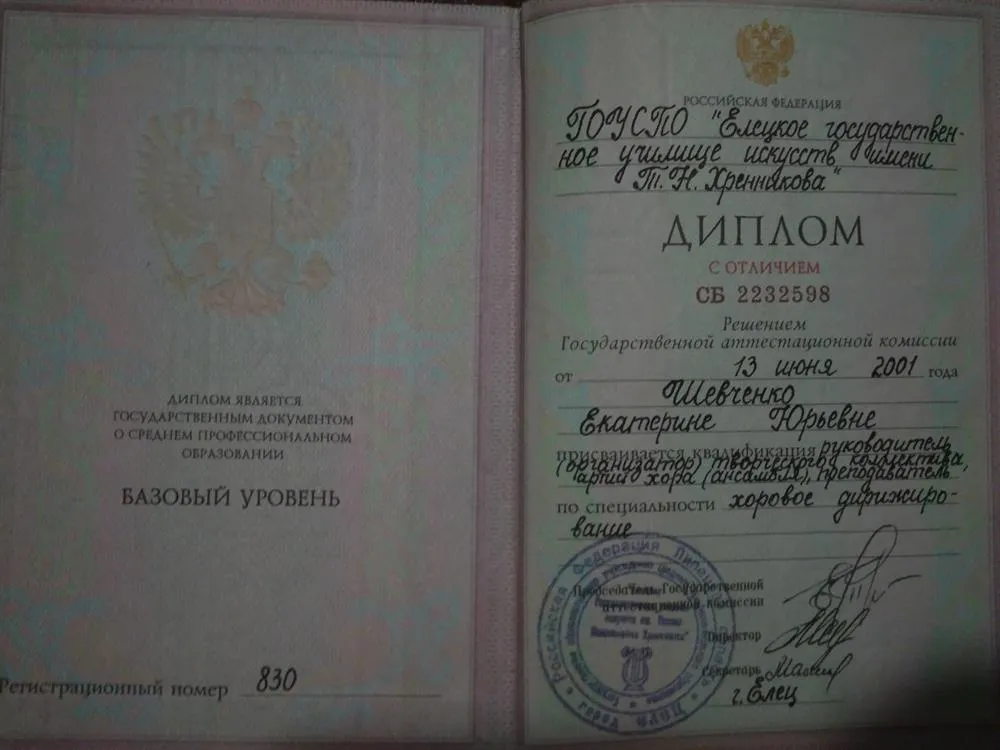 ДИПЛОМ ЯВЛЯЕТСЯ
ГОСУДАРСТВЕННЫМ ДОКУМЕНТОМ
О СРЕДНЕМ ПРОФЕССИОНАЛЬНОМ
ОБРАЗОВАНИИ
БАЗОВЫЙ УРОВЕНЬ
Регистрационный номер 830
РОССИЙСКАЯ ФЕДЕРАЦИЯ
ГОУСПО "Елецкое государствен-
ное училище искусств имени
Т. Н. Хренникова"
ДИПЛОМ
С ОТЛИЧИЕМ
СБ 2232598
Решением
Государственной аттестационной комиссии
от 13 июня 2001 года
Шевченко
Екатерине Юрьевне
присваивается квалификация руководитель
(организатор) творческого коллектива,
артист хора (ансамбля), преподаватель
по специальности хоровое дирижиро-
вание
Председатель Государственной
аттестационной комиссии
Директор
Секретарь
г. Елец
Российская Федерация